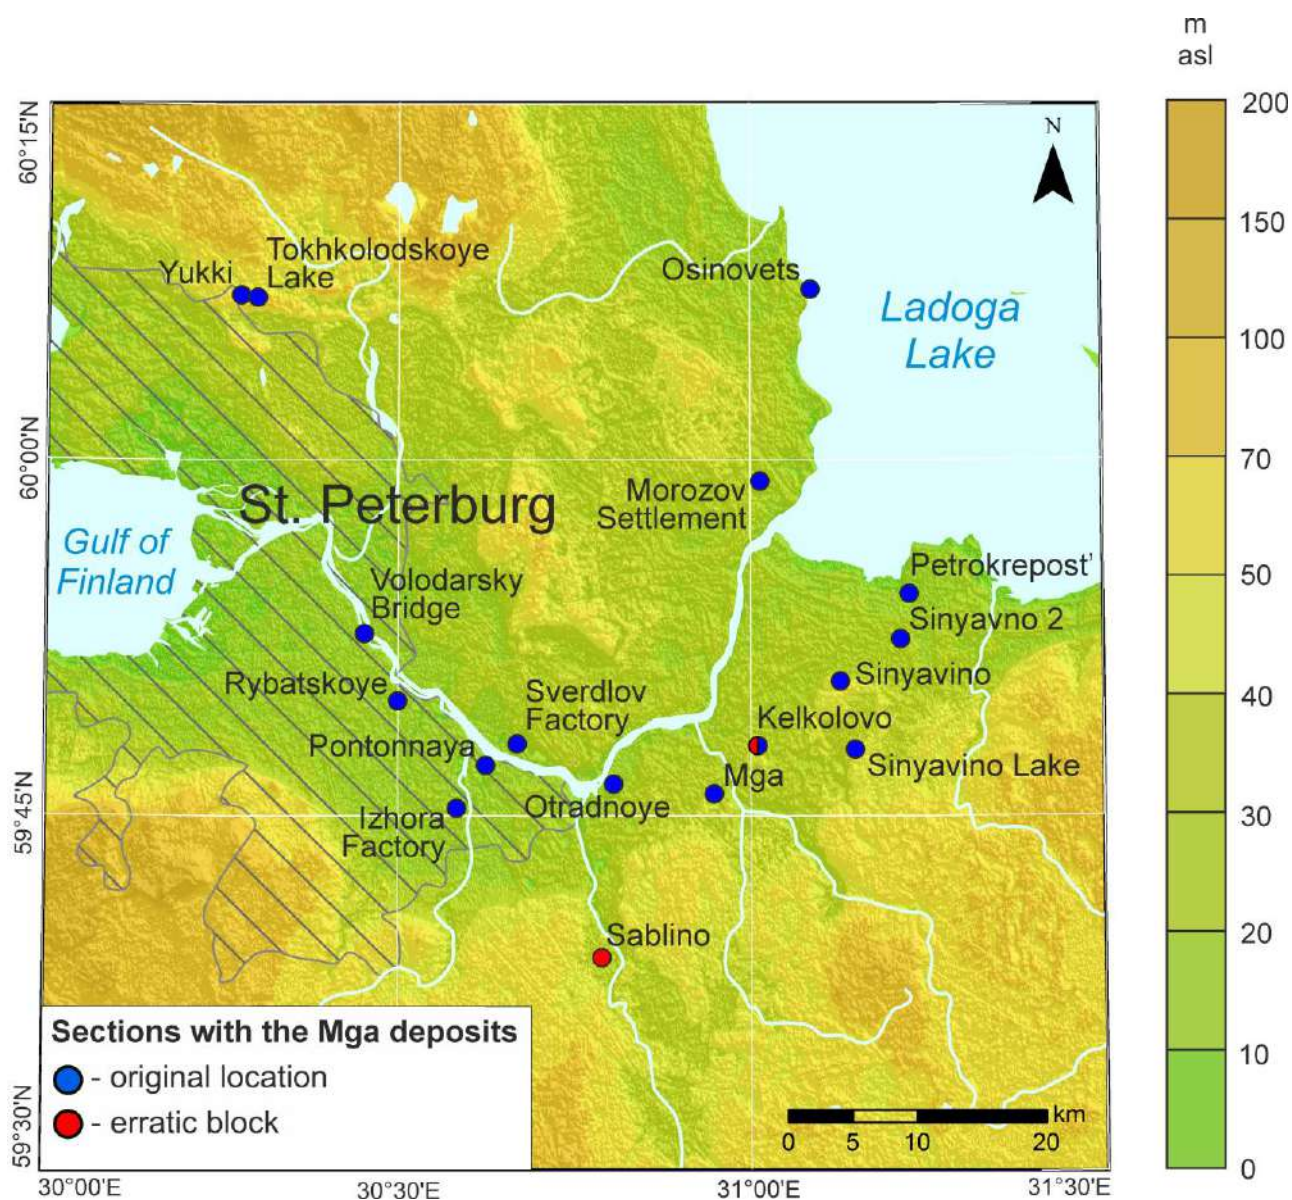 m
asl
200
150
100
70
50
40
30
20
10
0
60°15'N
60°00'N
59°45'N
59°30'N
30°00'E
30°30'E
31°00'E
31°30'E
N
Tokhkolodskoye
Lake
Yukki
Osinovets
Ladoga
Lake
Morozov
Settlement
St. Peterburg
Gulf of
Finland
Volodarsky
Bridge
Petrokrepost'
Sinyavno 2
Rybatskoye
Sverdlov
Factory
Sinyavino
Kelkolovo
Pontonnaya
Mga
Sinyavino Lake
Otradnoye
Izhora
Factory
Sablino
Sections with the Mga deposits
- original location
- erratic block
km
0 5 10 20